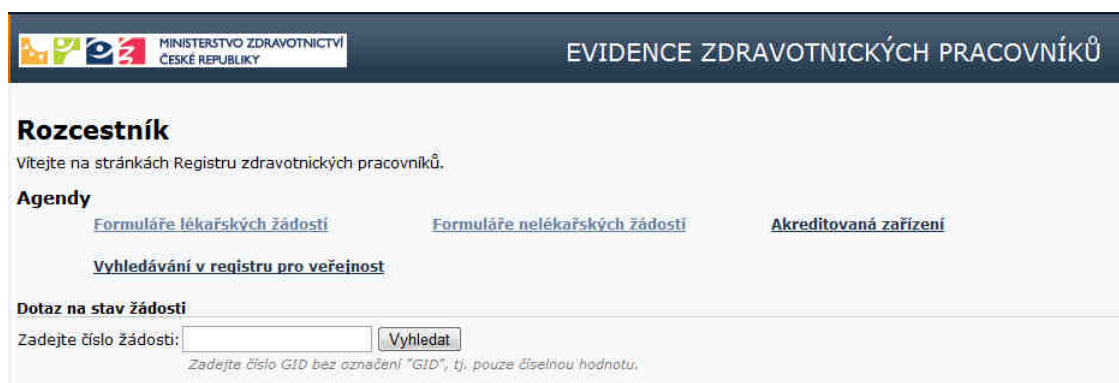 MINISTERSTVO ZDRAVOTNICTVÍ
ČESKÉ REPUBLIKY
EVIDENCE ZDRAVOTNICKÝCH PRACOVNÍKŮ
Rozcestník
Vítejte na stránkách Registru zdravotnických pracovníků.
Agendy
Formuláře lékařských žádostí Formuláře nelékařských žádostí Akreditovaná zařízení
Vyhledávání v registru pro veřejnost
Dotaz na stav žádosti
Zadejte číslo žádosti: Vyhledat
Zadejte číslo GID bez označení "GID", tj. pouze číselnou hodnotu.